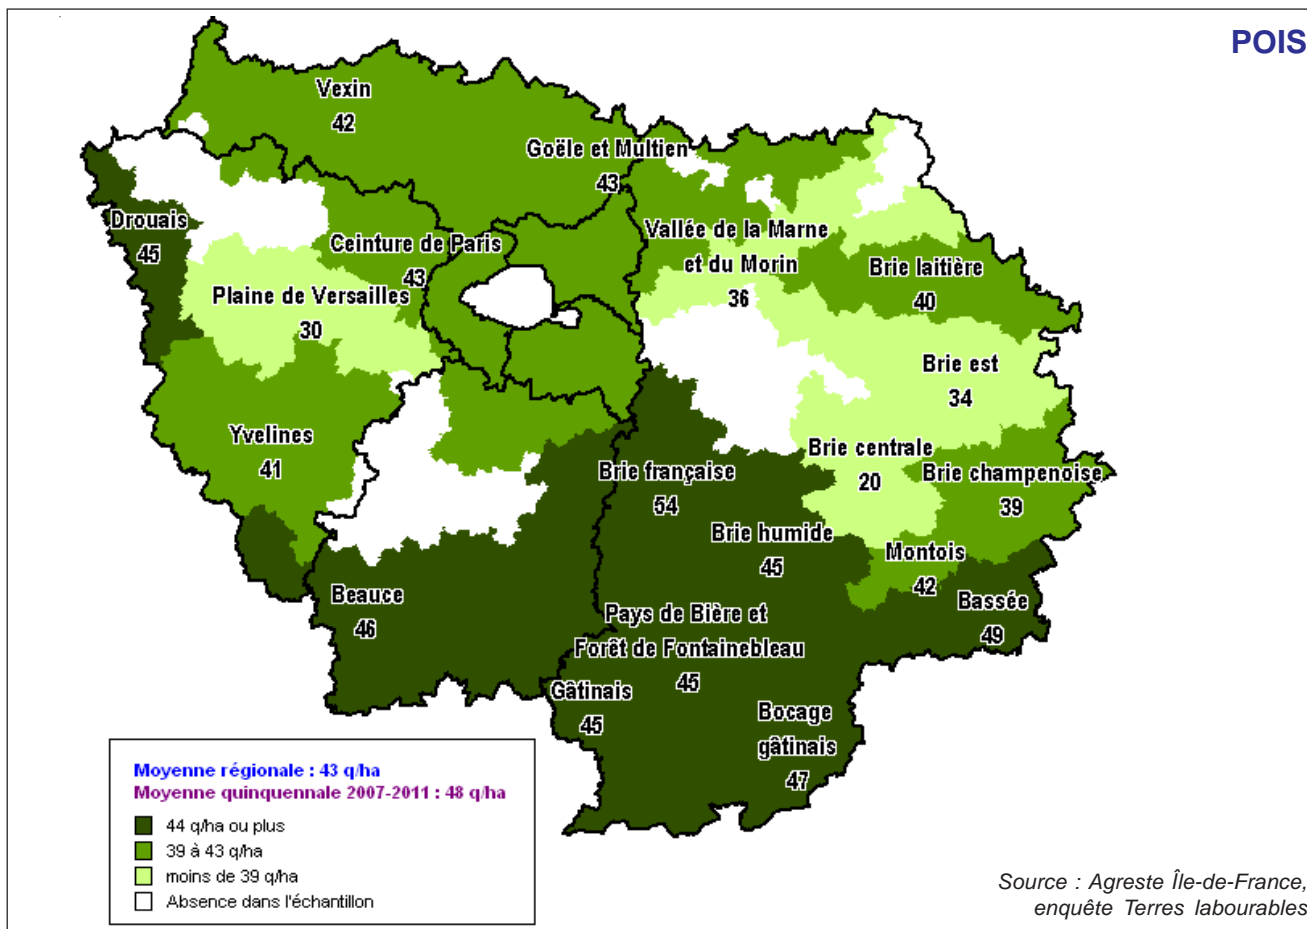 POIS
Vexin
42
Goële et Multien
43
Drouais
45
Ceinture de Paris
43
Vallée de la Marne
et du Morin
36
Brie laitière
40
Plaine de Versailles
30
Brie est
34
Yvelines
41
Brie centrale
20
Brie française
54
Brie champenoise
39
Brie humide
45
Montois
42
Beauce
46
Bassée
49
Pays de Bière et
Forêt de Fontainebleau
45
Gâtinais
45
Bocage
gâtinais
47
Moyenne régionale : 43 q/ha
Moyenne quinquennale 2007-2011 : 48 q/ha
44 q/ha ou plus
39 à 43 q/ha
moins de 39 q/ha
Absence dans l'échantillon
Source : Agreste Île-de-France,
enquête Terres labourables